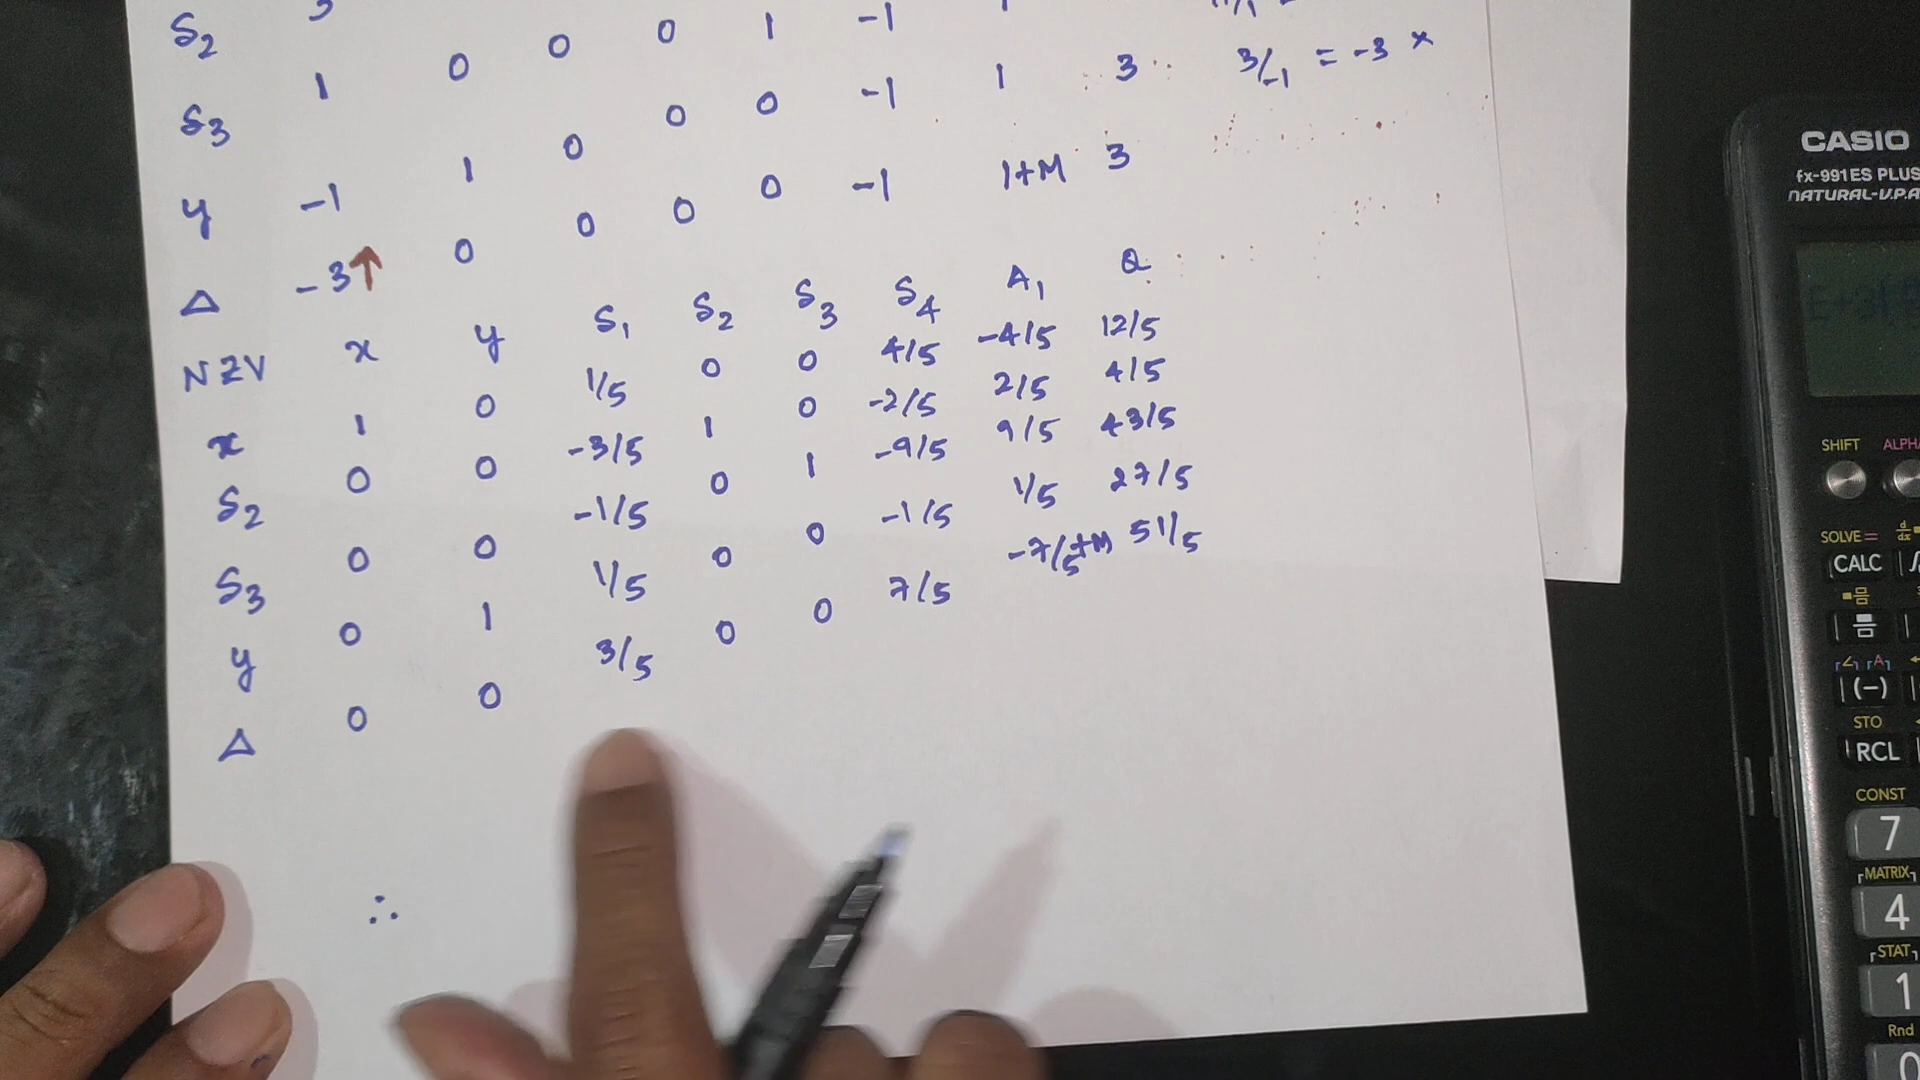 S2 3 0 0 0 1 -1
S3 1 0 0 0 0 -1 1 3 3/-1 = -3 ×
y -1 1 0 0 0 -1 1+M 3
Δ -3↑ 0
NZV x y S1 S2 S3 S4 A1 Q
x 1 0 1/5 0 0 4/5 -4/5 12/5
S2 0 0 -3/5 1 0 -2/5 2/5 4/5
S3 0 0 -1/5 0 1 -9/5 9/5 43/5
y 0 1 1/5 0 0 -1/5 1/5 27/5
Δ 0 0 3/5 0 0 7/5 -7/5+M 51/5
∴
CASIO
fx-991ES PLUS
NATURAL-V.P.A
SHIFT ALPHA
SOLVE =
CALC
(-)
STO
RCL
CONST
7
MATRIX
4
STAT
1
Rnd
0